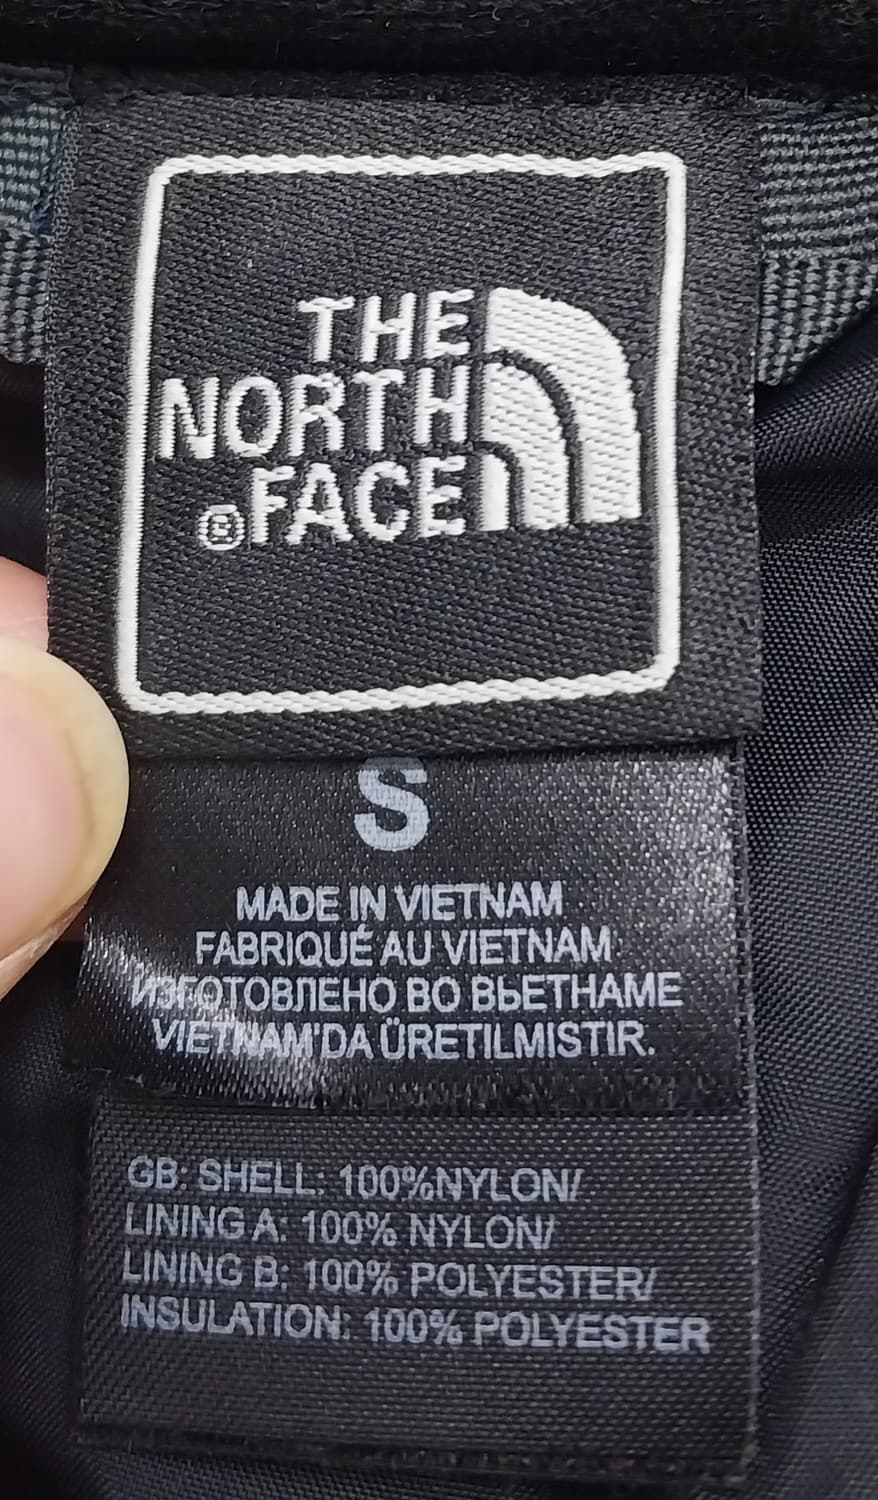 THE
NORTH
®FACE
S
MADE IN VIETNAM
FABRIQUÉ AU VIETNAM
ИЗГОТОВЛЕНО ВО ВЬЕТНАМЕ
VIETNAM'DA ÜRETILMISTIR.
GB: SHELL: 100%NYLON/
LINING A: 100% NYLON/
LINING B: 100% POLYESTER/
INSULATION: 100% POLYESTER